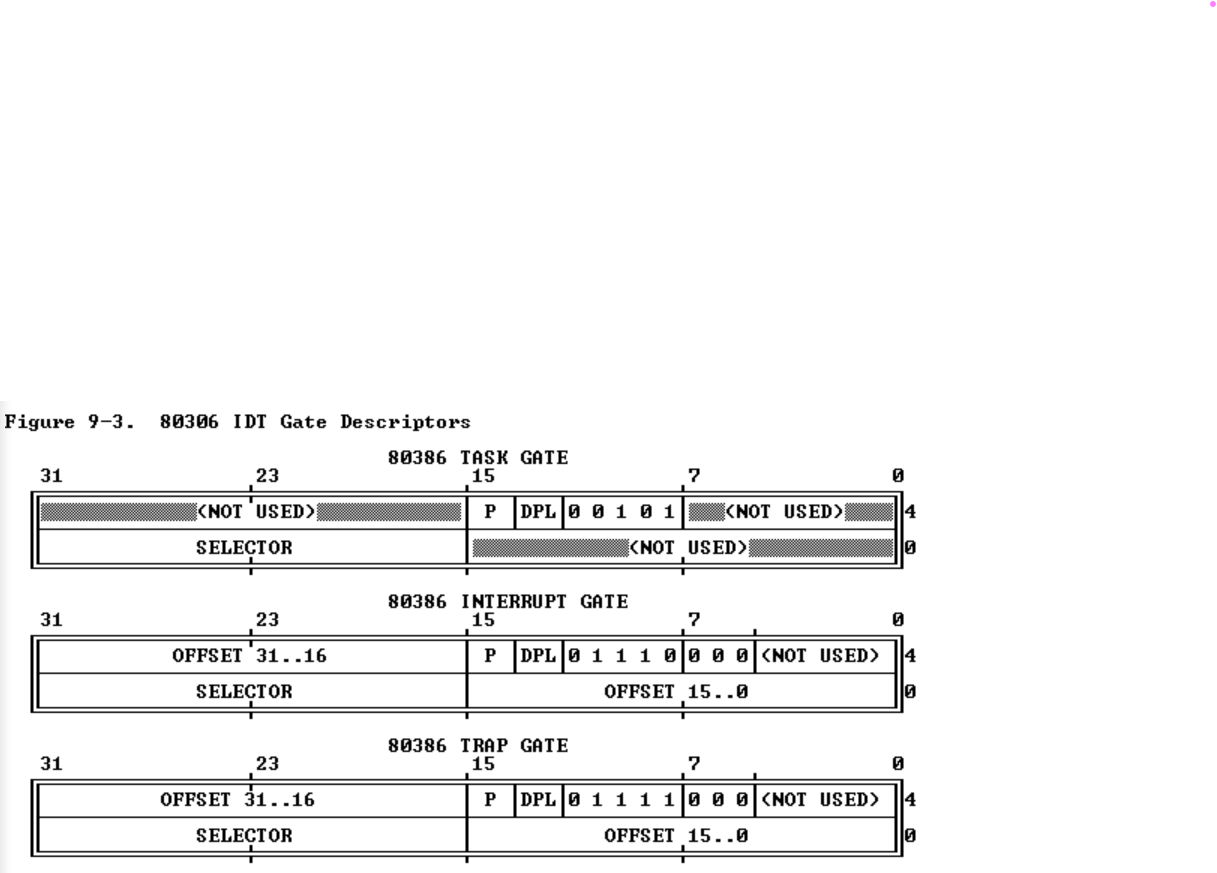 Figure 9-3. 80306 IDT Gate Descriptors
80386 TASK GATE
31 23 15 7 0
(NOT USED) P DPL 0 0 1 0 1 (NOT USED) 4
SELECTOR (NOT USED) 0
80386 INTERRUPT GATE
31 23 15 7 0
OFFSET 31..16 P DPL 0 1 1 1 0 0 0 0 (NOT USED) 4
SELECTOR OFFSET 15..0 0
80386 TRAP GATE
31 23 15 7 0
OFFSET 31..16 P DPL 0 1 1 1 1 0 0 0 (NOT USED) 4
SELECTOR OFFSET 15..0 0